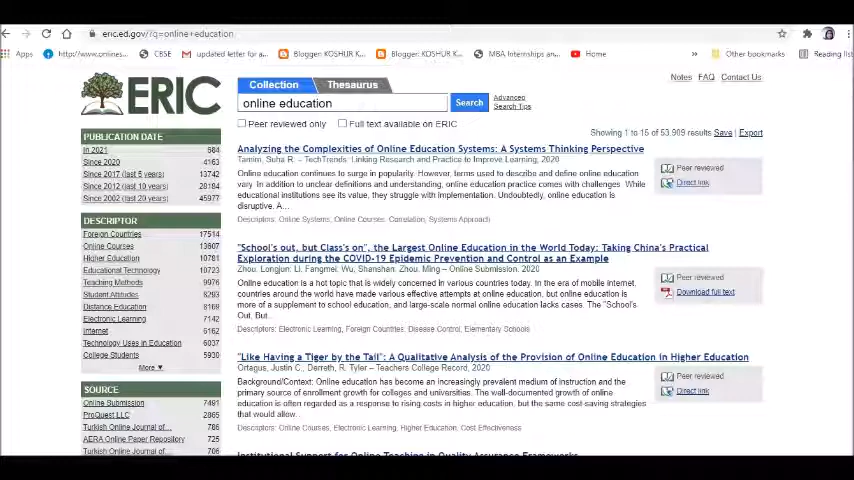 eric.ed.gov/?q=online+education
Apps
http://www.onlines...
CBSE
updated letter of a...
Blogger: KOSHUR K...
Blogger: KOSHUR K...
MBA Internships an...
Home
»
Other bookmarks
Reading list
ERIC
Collection
Thesaurus
Notes
FAQ
Contact Us
online education
Search
Advanced
Search Tips
Peer reviewed only
Full text available on ERIC
Showing 1 to 15 of 53,909 results Save | Export
PUBLICATION DATE
In 2021 684
Since 2020 4163
Since 2017 (last 5 years) 13742
Since 2012 (last 10 years) 28184
Since 2002 (last 20 years) 45977
DESCRIPTOR
Foreign Countries 17514
Online Courses 13607
Higher Education 10781
Educational Technology 10723
Teaching Methods 9976
Student Attitudes 8293
Distance Education 8169
Electronic Learning 7142
Internet 6162
Technology Uses in Education 6037
College Students 5930
More ▼
SOURCE
Online Submission 7491
ProQuest LLC 2865
Turkish Online Journal of... 786
AERA Online Paper Repository 725
Turkish Online Journal of... 706
Analyzing the Complexities of Online Education Systems: A Systems Thinking Perspective
Tamim, Suha R. – TechTrends: Linking Research and Practice to Improve Learning, 2020
Online education continues to surge in popularity. However, terms used to describe and define online education
vary. In addition to unclear definitions and understanding, online education practice comes with challenges. While
educational institutions see its value, they struggle with implementation. Undoubtedly, online education is
disruptive. A...
Descriptors: Online Systems, Online Courses, Correlation, Systems Approach
Peer reviewed
Direct link
"School's out, but Class's on", the Largest Online Education in the World Today: Taking China's Practical
Exploration during the COVID-19 Epidemic Prevention and Control as an Example
Zhou, Longjun; Li, Fangmei; Wu, Shanshan; Zhou, Ming – Online Submission, 2020
Online education is a hot topic that is widely concerned in various countries today. In the era of mobile internet,
countries around the world have made various effective attempts at online education, but online education is
more of a supplement to school education, and large-scale normal online education lacks cases. The "School's
Out, But...
Descriptors: Electronic Learning, Foreign Countries, Disease Control, Elementary Schools
Peer reviewed
Download full text
"Like Having a Tiger by the Tail": A Qualitative Analysis of the Provision of Online Education in Higher Education
Ortagus, Justin C.; Derreth, R. Tyler – Teachers College Record, 2020
Background/Context: Online education has become an increasingly prevalent medium of instruction and the
primary source of enrollment growth for colleges and universities. The well-documented growth of online
education is often regarded as a response to rising costs in higher education, but the same cost-saving strategies
that would allow...
Descriptors: Online Courses, Electronic Learning, Higher Education, Cost Effectiveness
Peer reviewed
Direct link
Institutional Support for Online Teaching in Quality Assurance Frameworks